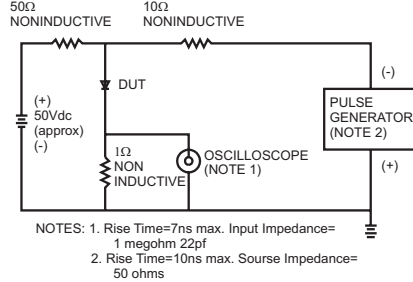 50Ω
NONINDUCTIVE
10Ω
NONINDUCTIVE
DUT
(+)
50Vdc
(approx)
(-)
1Ω
NON
INDUCTIVE
OSCILLOSCOPE
(NOTE 1)
(-)
PULSE
GENERATOR
(NOTE 2)
(+)
NOTES: 1. Rise Time=7ns max. Input Impedance=
1 megohm 22pf
2. Rise Time=10ns max. Sourse Impedance=
50 ohms